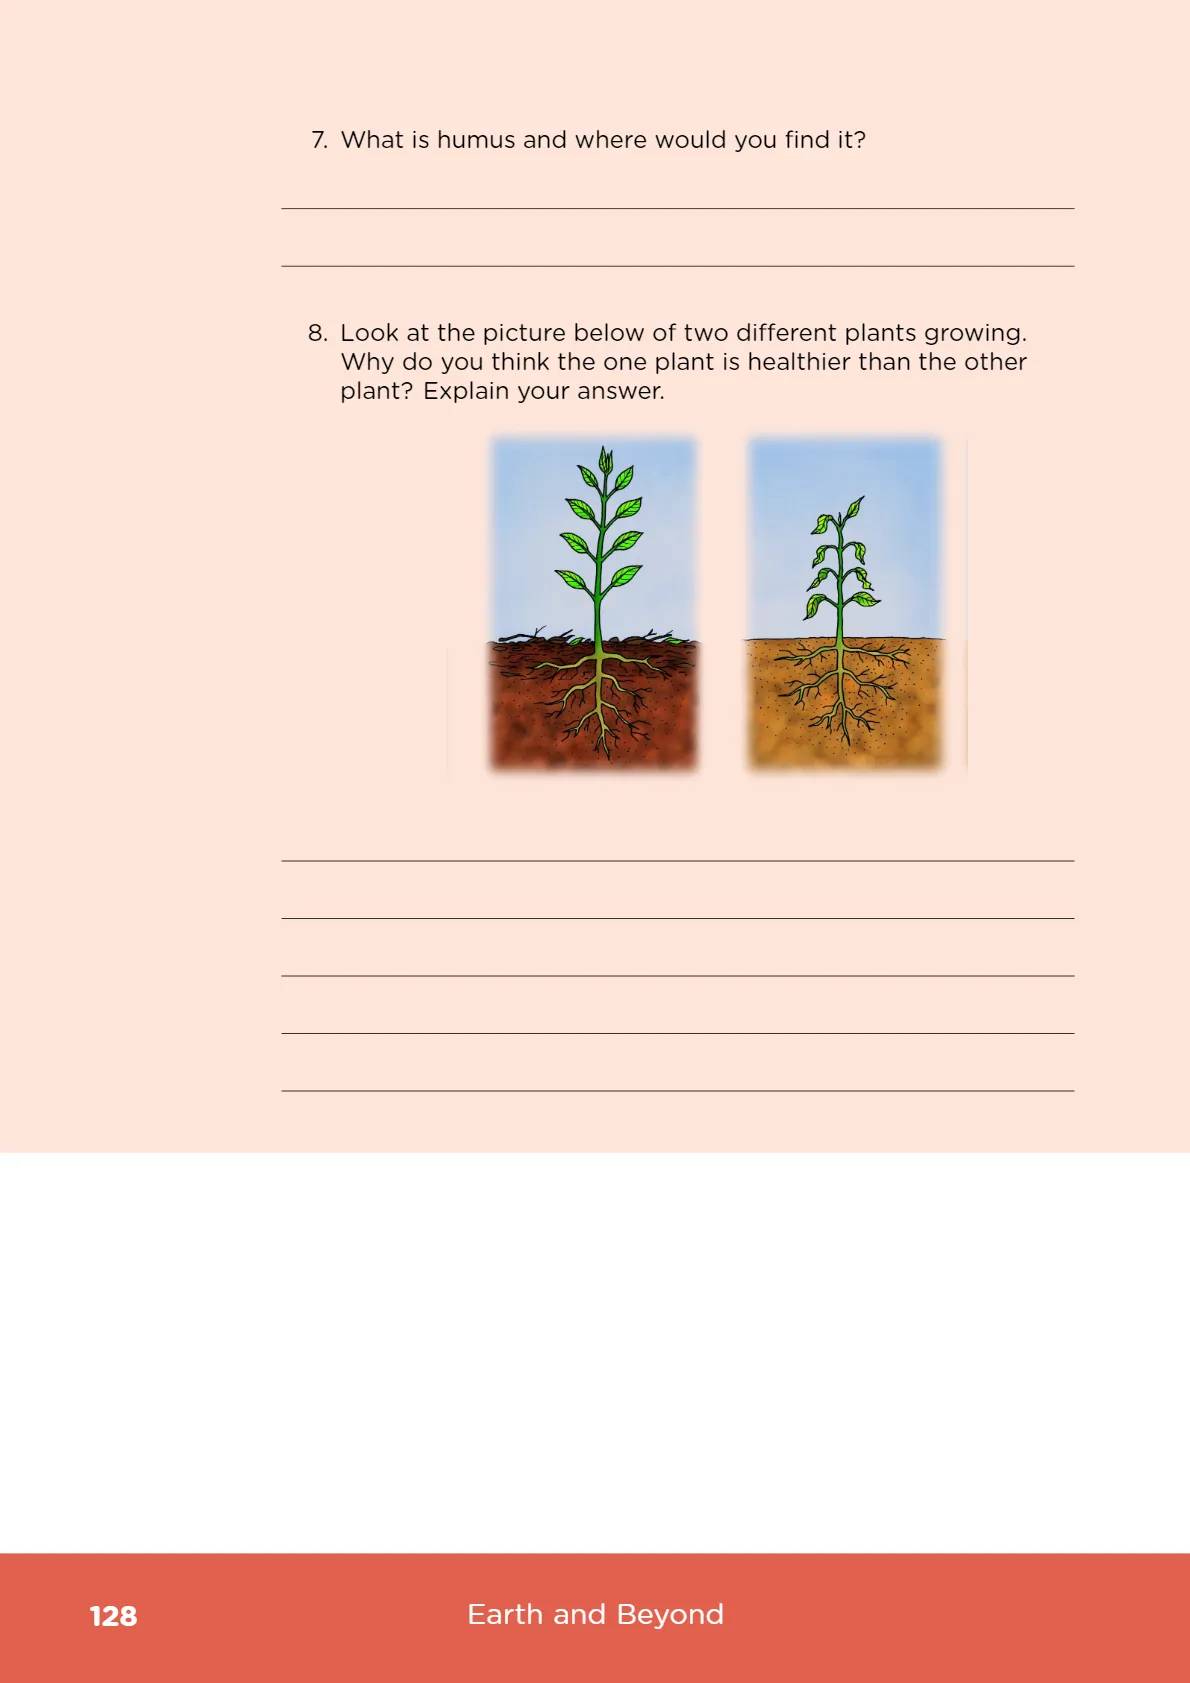 7. What is humus and where would you find it?
8. Look at the picture below of two different plants growing.
Why do you think the one plant is healthier than the other
plant? Explain your answer.
128
Earth and Beyond